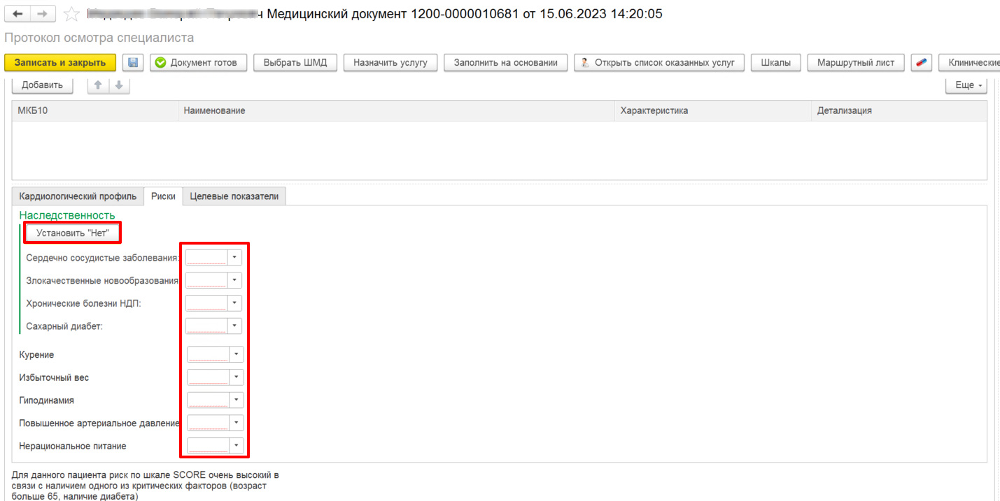 Медицинский документ 1200-0000010681 от 15.06.2023 14:20:05
Протокол осмотра специалиста
Записать и закрыть Документ готов Выбрать ШМД Назначить услугу Заполнить на основании Открыть список оказанных услуг Шкалы Маршрутный лист Клинические
Добавить Еще
МКБ10 Наименование Характеристика Детализация
Кардиологический профиль Риски Целевые показатели
Наследственность
Установить "Нет"
Сердечно сосудистые заболевания:
Злокачественные новообразования
Хронические болезни НДП:
Сахарный диабет:
Курение
Избыточный вес
Гиподинамия
Повышенное артериальное давление
Нерациональное питание
Для данного пациента риск по шкале SCORE очень высокий в
связи с наличием одного из критических факторов (возраст
больше 65, наличие диабета)